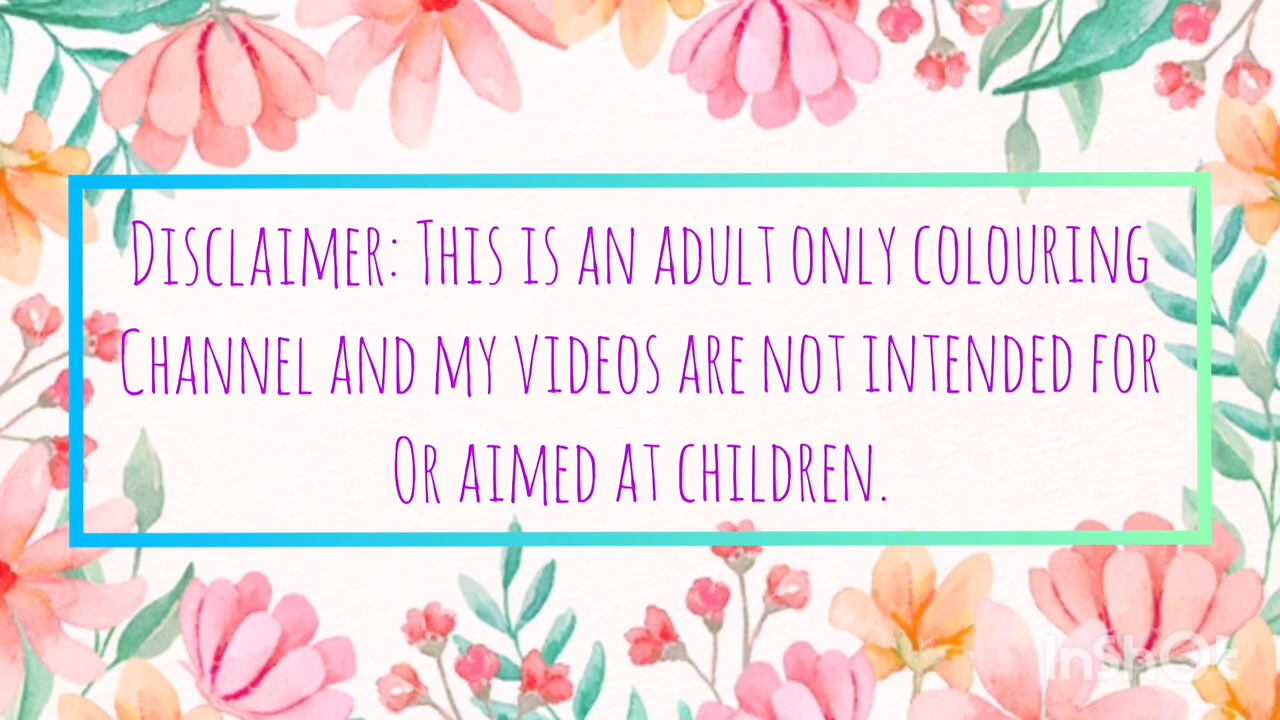 Disclaimer: This is an adult only colouring
Channel and my videos are not intended for
Or aimed at children.
InShOt